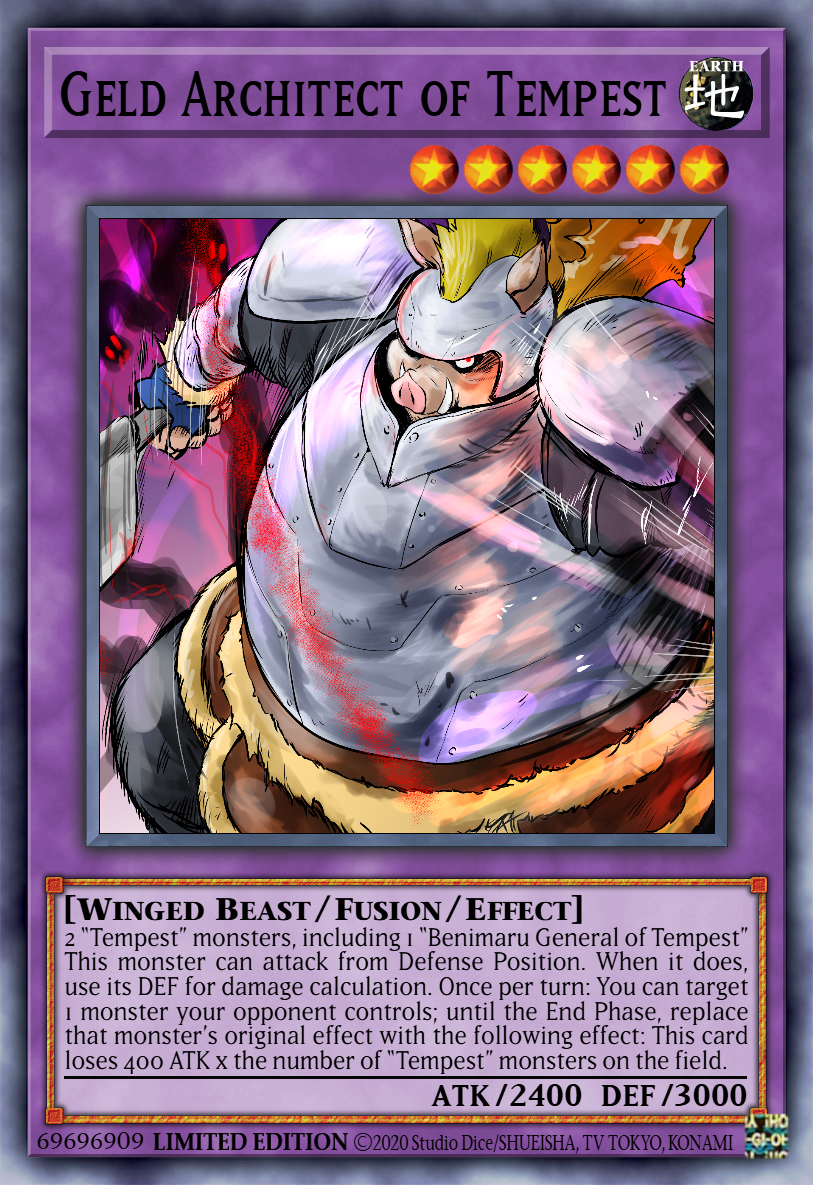 GELD ARCHITECT OF TEMPEST
EARTH
地
[WINGED BEAST/FUSION/EFFECT]
2 "Tempest" monsters, including 1 "Benimaru General of Tempest"
This monster can attack from Defense Position. When it does,
use its DEF for damage calculation. Once per turn: You can target
1 monster your opponent controls; until the End Phase, replace
that monster's original effect with the following effect: This card
loses 400 ATK x the number of "Tempest" monsters on the field.
ATK/2400 DEF/3000
69696909 LIMITED EDITION ©2020 Studio Dice/SHUEISHA, TV TOKYO, KONAMI